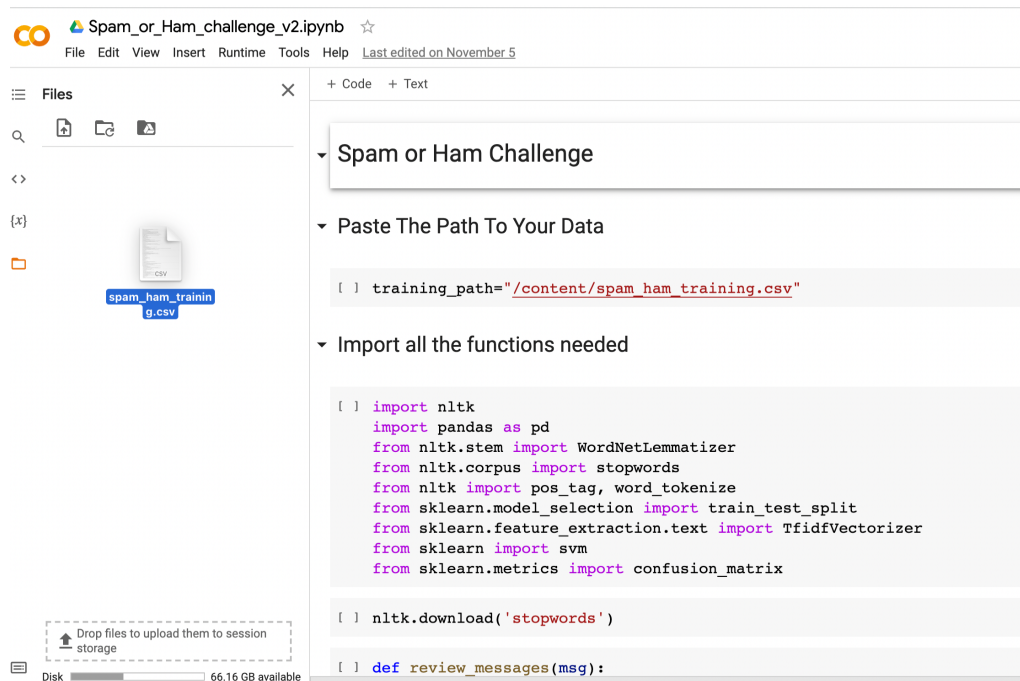 Spam_or_Ham_challenge_v2.ipynb
File Edit View Insert Runtime Tools Help Last edited on November 5
Files
+ Code + Text
{x}
CSV
spam_ham_trainin
g.csv
Drop files to upload them to session
storage
Disk 66.16 GB available
Spam or Ham Challenge
Paste The Path To Your Data
[ ] training_path="/content/spam_ham_training.csv"
Import all the functions needed
[ ] import nltk
import pandas as pd
from nltk.stem import WordNetLemmatizer
from nltk.corpus import stopwords
from nltk import pos_tag, word_tokenize
from sklearn.model_selection import train_test_split
from sklearn.feature_extraction.text import TfidfVectorizer
from sklearn import svm
from sklearn.metrics import confusion_matrix
[ ] nltk.download('stopwords')
[ ] def review_messages(msg):